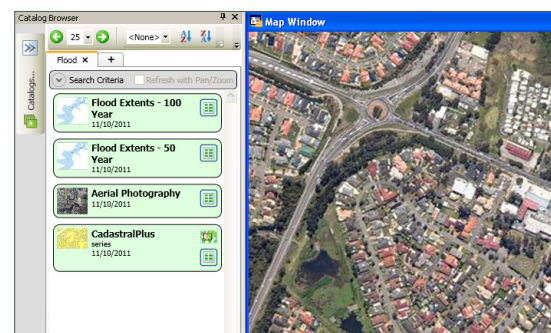 Catalog Browser
Map Window
25
<None>
Catalogs...
Flood
Search Criteria
Refresh with Pan/Zoom
Flood Extents - 100
Year
11/10/2011
Flood Extents - 50
Year
11/10/2011
Aerial Photography
11/10/2011
CadastralPlus
series
11/10/2011